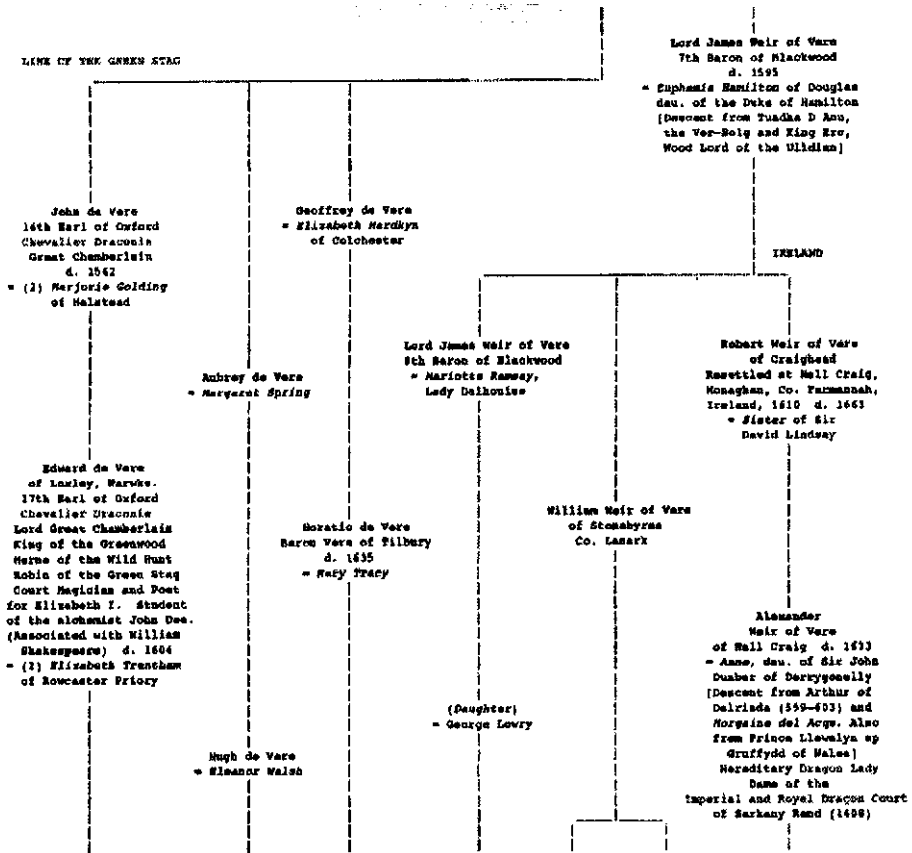 LINE OF THE GREEN STAG
Lord James Weir of Vere
7th Baron of Blackwood
d. 1595
= Euphemia Hamilton of Douglas
dau. of the Duke of Hamilton
[Descent from Tuadha D Anu,
the Ver-Bolg and King Erc,
Wood Lord of the Ulidian]
John de Vere
16th Earl of Oxford
Chevalier Draconis
Great Chamberlain
d. 1562
= (2) Marjorie Golding
of Halstead
Geoffrey de Vere
= Elizabeth Hardkyn
of Colchester
IRELAND
Aubrey de Vere
= Margaret Spring
Lord James Weir of Vere
8th Baron of Blackwood
= Mariotte Ramsay,
Lady Dalhousie
Robert Weir of Vere
of Craighead
Resettled at Hall Craig,
Monaghan, Co. Farmannah,
Ireland, 1610 d. 1663
= Sister of Sir
David Lindsay
Edward de Vere
of Loxley, Warwks.
17th Earl of Oxford
Chevalier Draconis
Lord Great Chamberlain
King of the Greenwood
Herne of the Wild Hunt
Robin of the Green Stag
Court Magician and Poet
for Elizabeth I. Student
of the alchemist John Dee.
(Associated with William
Shakespeare) d. 1604
= (2) Elizabeth Trentham
of Rowcaster Priory
Horatio de Vere
Baron Vere of Tilbury
d. 1635
= Mary Tracy
William Weir of Vere
of Stonebyrne
Co. Lanark
Alexander
Weir of Vere
of Hall Craig d. 1633
= Anne, dau. of Sir John
Dunbar of Derrygonelly
[Descent from Arthur of
Dalriada (559-603) and
Morgaine del Acqs. Also
from Prince Llewelyn ap
Gruffydd of Wales]
Hereditary Dragon Lady
Dame of the
Imperial and Royal Dragon Court
of Sarkany Rend (1408)
(Daughter)
= George Lowry
Hugh de Vere
= Eleanor Walsh